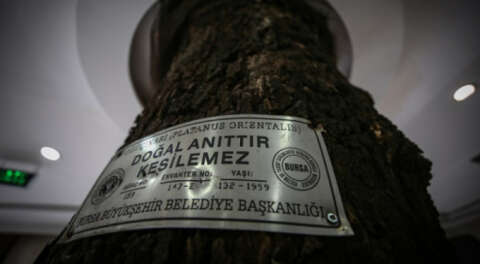 (PLATANUS ORIENTALIS)
DOĞAL ANITTIR
KESİLEMEZ
ENVANTER NO: YAŞI:
147-2 132-1959
BURSA
BURSA BÜYÜKŞEHİR BELEDİYE BAŞKANLIĞI